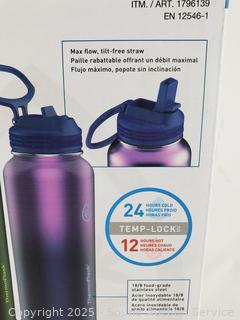 ITM. / ART. 1796139
EN 12546-1
Max flow, tilt-free straw
Paille rabattable offrant un débit maximal
Flujo máximo, popote sin inclinación
24 HOURS COLD
HEURES FROID
HORAS FRÍO
TEMP-LOCK
12 HOURS HOT
HEURES CHAUD
HORAS CALIENTE
18/8 food-grade
stainless steel
Acier inoxydable 18/8
de qualité alimentaire
Acero inoxidable de
grado alimenticio 18/8
ThermoFlask
ThermoFlask
Copyright 2025